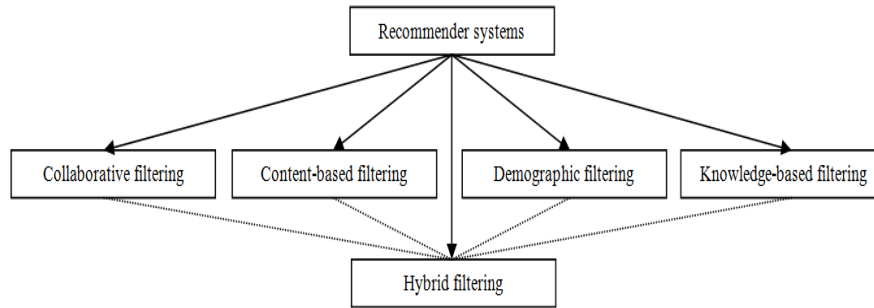 Recommender systems
Collaborative filtering
Content-based filtering
Demographic filtering
Knowledge-based filtering
Hybrid filtering